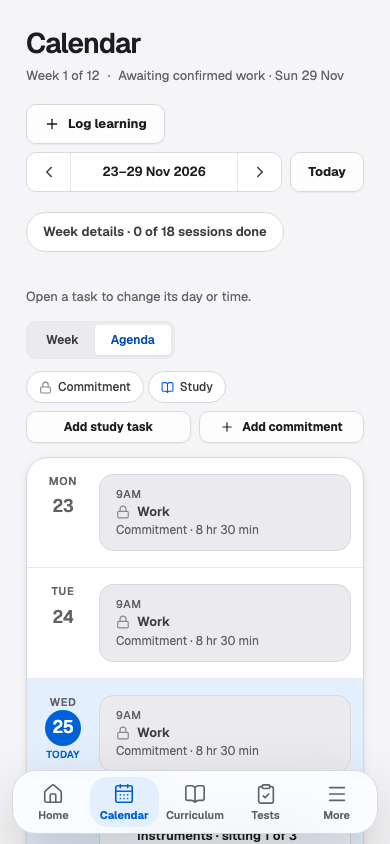 Calendar
Week 1 of 12 · Awaiting confirmed work · Sun 29 Nov
+ Log learning
23–29 Nov 2026
Today
Week details · 0 of 18 sessions done
Open a task to change its day or time.
Week
Agenda
Commitment
Study
Add study task
+ Add commitment
MON
23
9AM
Work
Commitment · 8 hr 30 min
TUE
24
9AM
Work
Commitment · 8 hr 30 min
WED
25
TODAY
9AM
Work
Commitment · 8 hr 30 min
Instruments · sitting 1 of 3
Home
Calendar
Curriculum
Tests
More